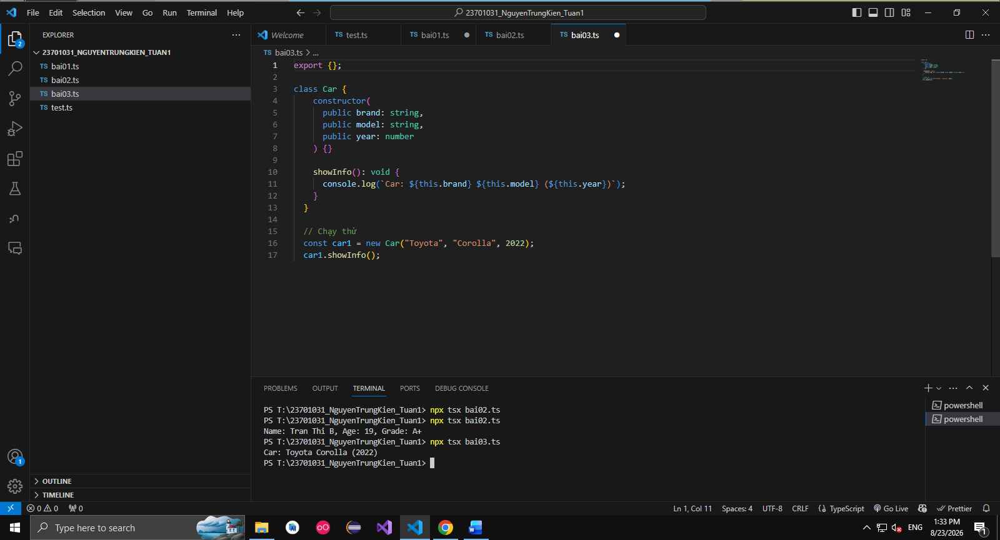 File Edit Selection View Go Run Terminal Help
23701031_NguyenTrungKien_Tuan1
EXPLORER
23701031_NGUYENTRUNGKIEN_TUAN1
TS bai01.ts
TS bai02.ts
TS bai03.ts
TS test.ts
OUTLINE
TIMELINE
2
1
Welcome
TS test.ts
TS bai01.ts
TS bai02.ts
TS bai03.ts
TS bai03.ts > ...
1 export {};
2
3 class Car {
4 constructor(
5 public brand: string,
6 public model: string,
7 public year: number
8 ) {}
9
10 showInfo(): void {
11 console.log(`Car: ${this.brand} ${this.model} (${this.year})`);
12 }
13 }
14
15 // Chạy thử
16 const car1 = new Car("Toyota", "Corolla", 2022);
17 car1.showInfo();
PROBLEMS OUTPUT TERMINAL PORTS DEBUG CONSOLE
PS T:\23701031_NguyenTrungKien_Tuan1> npx tsx bai02.ts
PS T:\23701031_NguyenTrungKien_Tuan1> npx tsx bai02.ts
Name: Tran Thi B, Age: 19, Grade: A+
PS T:\23701031_NguyenTrungKien_Tuan1> npx tsx bai03.ts
Car: Toyota Corolla (2022)
PS T:\23701031_NguyenTrungKien_Tuan1>
powershell
powershell
0 0 0
Ln 1, Col 11 Spaces: 4 UTF-8 CRLF {} TypeScript Go Live Prettier
Type here to search
ENG
1:33 PM
8/23/2026
1